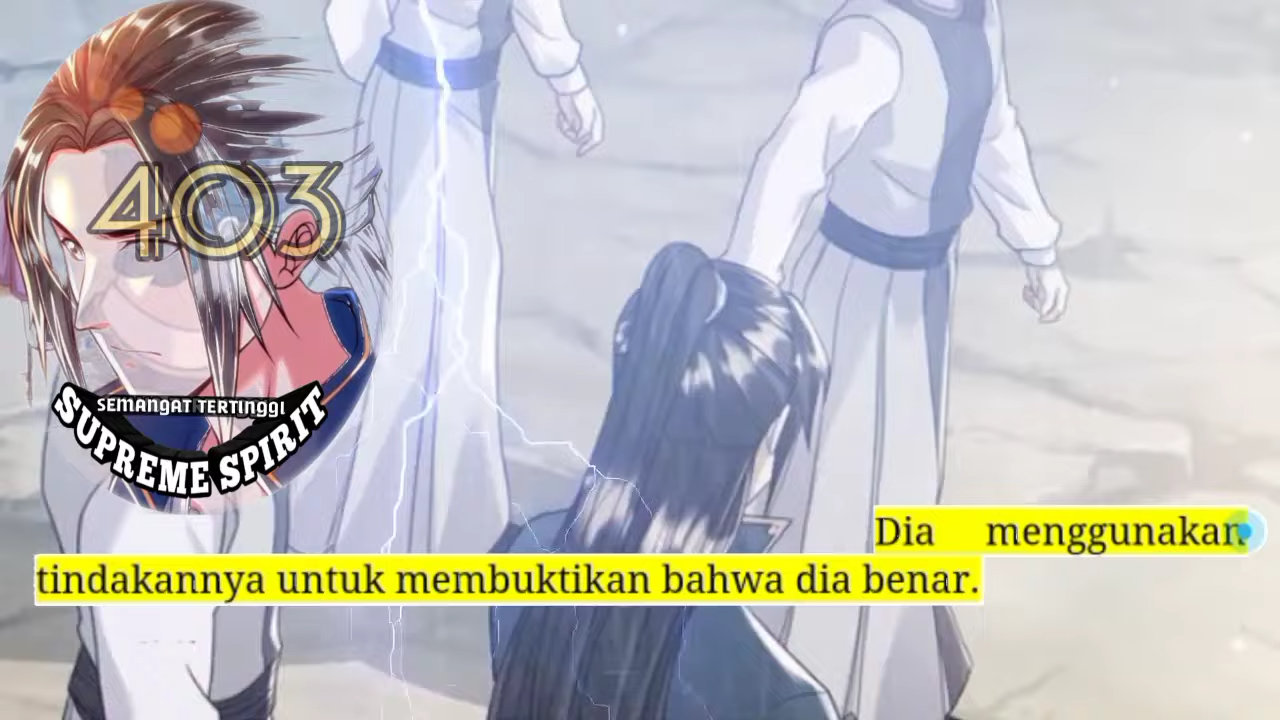 403
SEMANGAT TERTINGGI
SUPREME SPIRIT
Dia menggunakan
tindakannya untuk membuktikan bahwa dia benar.